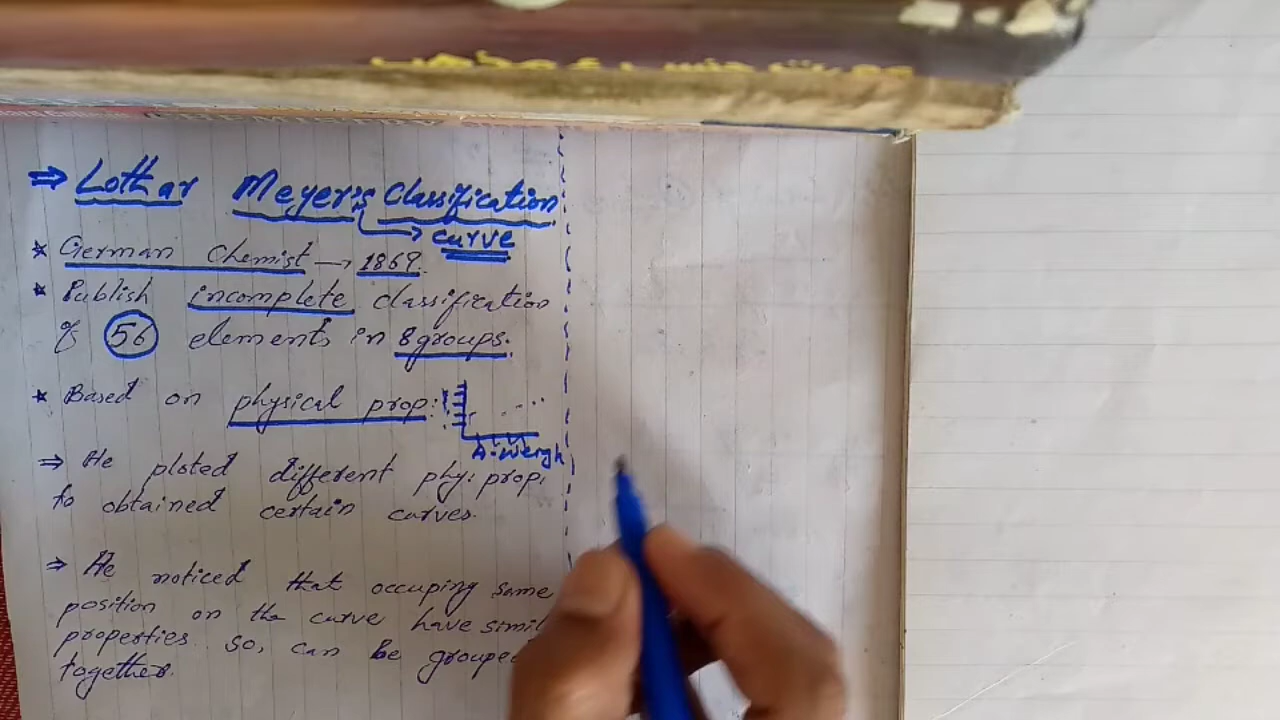 ⇒ Lothar Meyer's Classification
→ curve
* German Chemist → 1869.
* Publish incomplete classification
of 56 elements in 8 groups.
* Based on physical prop:
A. weigh
⇒ He ploted different phy: prop:
to obtained certain curves.
⇒ He noticed that occuping same
position on the curve have simil
properties. So, can be groupe
together.